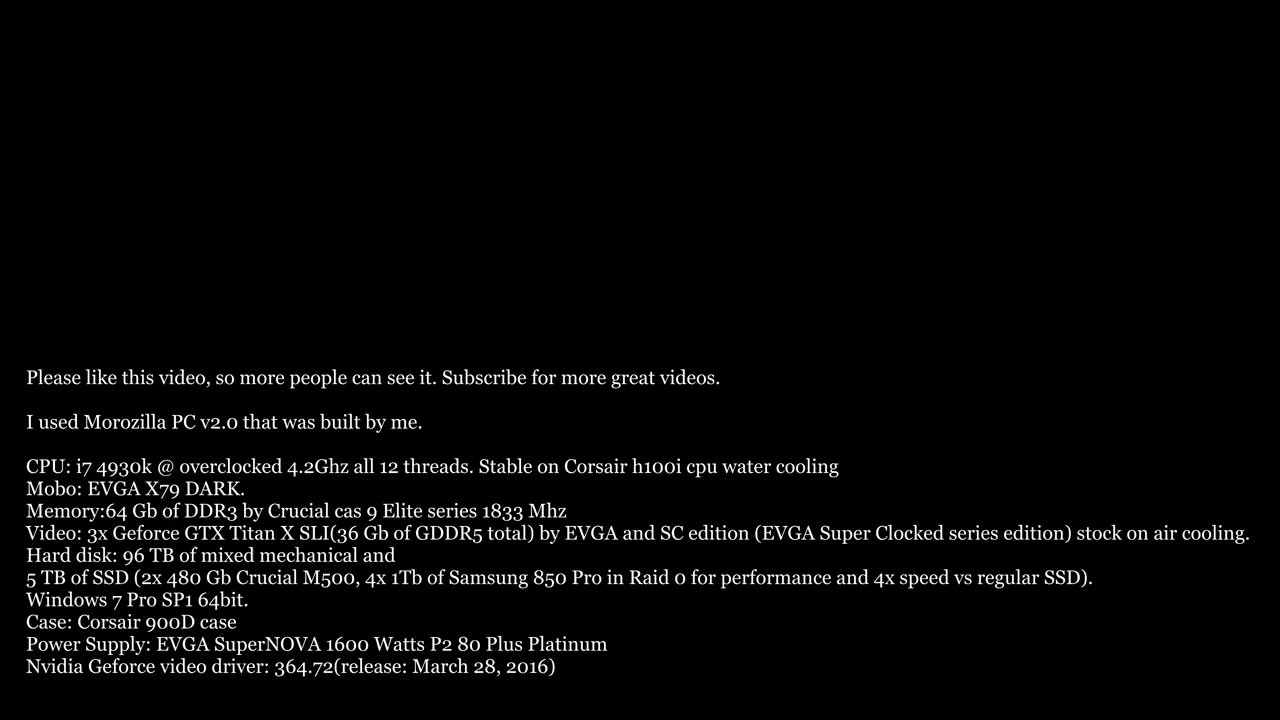 Please like this video, so more people can see it. Subscribe for more great videos.
I used Morozilla PC v2.0 that was built by me.
CPU: i7 4930k @ overclocked 4.2Ghz all 12 threads. Stable on Corsair h100i cpu water cooling
Mobo: EVGA X79 DARK.
Memory:64 Gb of DDR3 by Crucial cas 9 Elite series 1833 Mhz
Video: 3x Geforce GTX Titan X SLI(36 Gb of GDDR5 total) by EVGA and SC edition (EVGA Super Clocked series edition) stock on air cooling.
Hard disk: 96 TB of mixed mechanical and
5 TB of SSD (2x 480 Gb Crucial M500, 4x 1Tb of Samsung 850 Pro in Raid 0 for performance and 4x speed vs regular SSD).
Windows 7 Pro SP1 64bit.
Case: Corsair 900D case
Power Supply: EVGA SuperNOVA 1600 Watts P2 80 Plus Platinum
Nvidia Geforce video driver: 364.72(release: March 28, 2016)